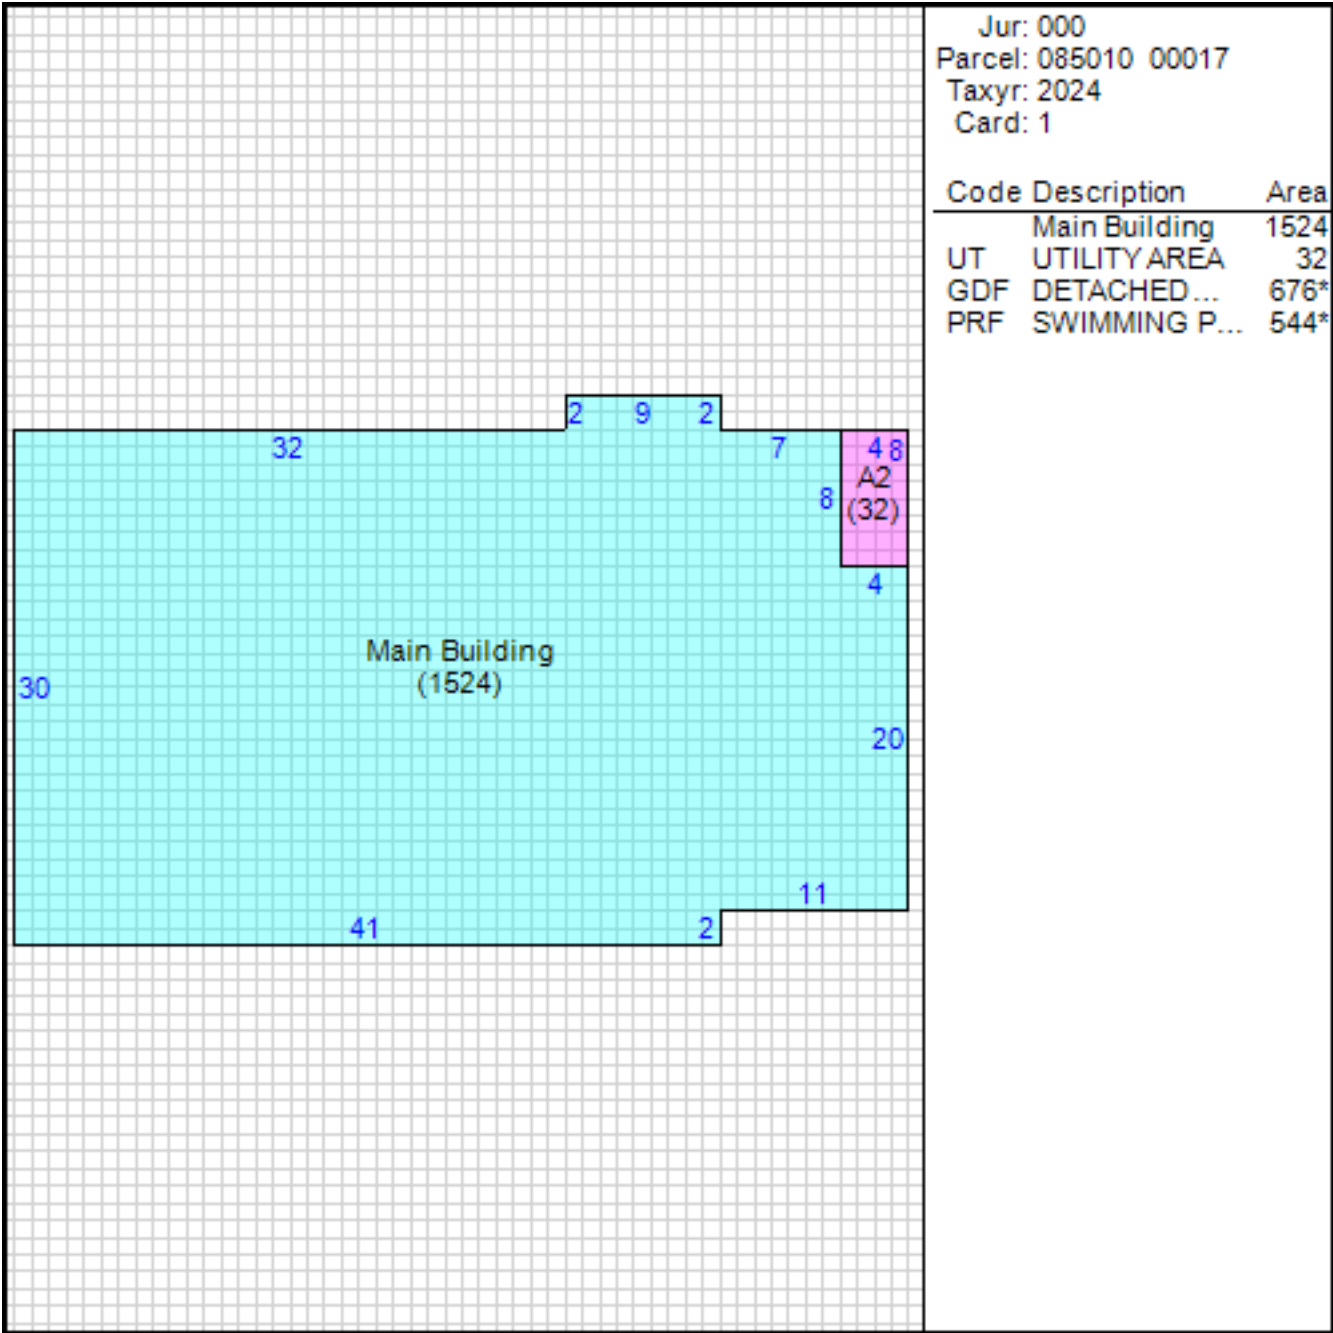 Jur: 000
Parcel: 085010 00017
Taxyr: 2024
Card: 1
Code Description Area
Main Building 1524
UT UTILITY AREA 32
GDF DETACHED... 676*
PRF SWIMMING P... 544*
2 9 2
32 7 4 8
A2
8 (32)
4
Main Building
(1524)
30
20
11
41 2